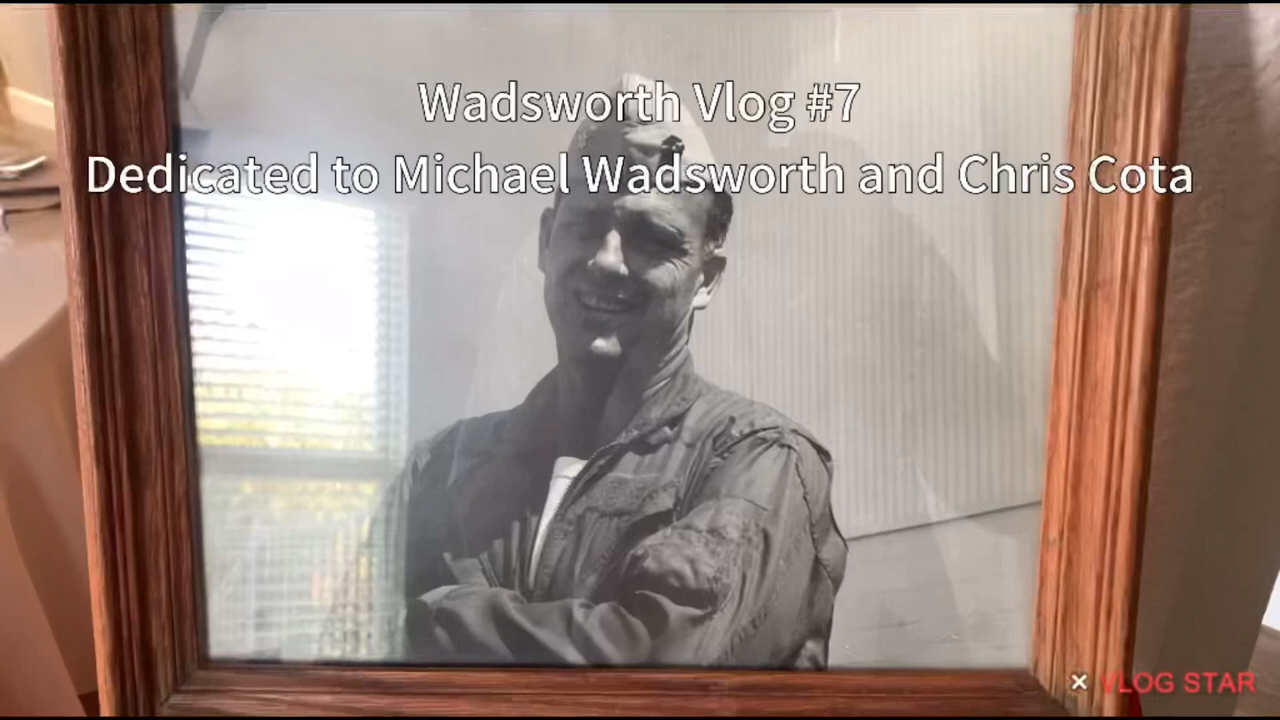 Wadsworth Vlog #7
Dedicated to Michael Wadsworth and Chris Cota
× VLOG STAR